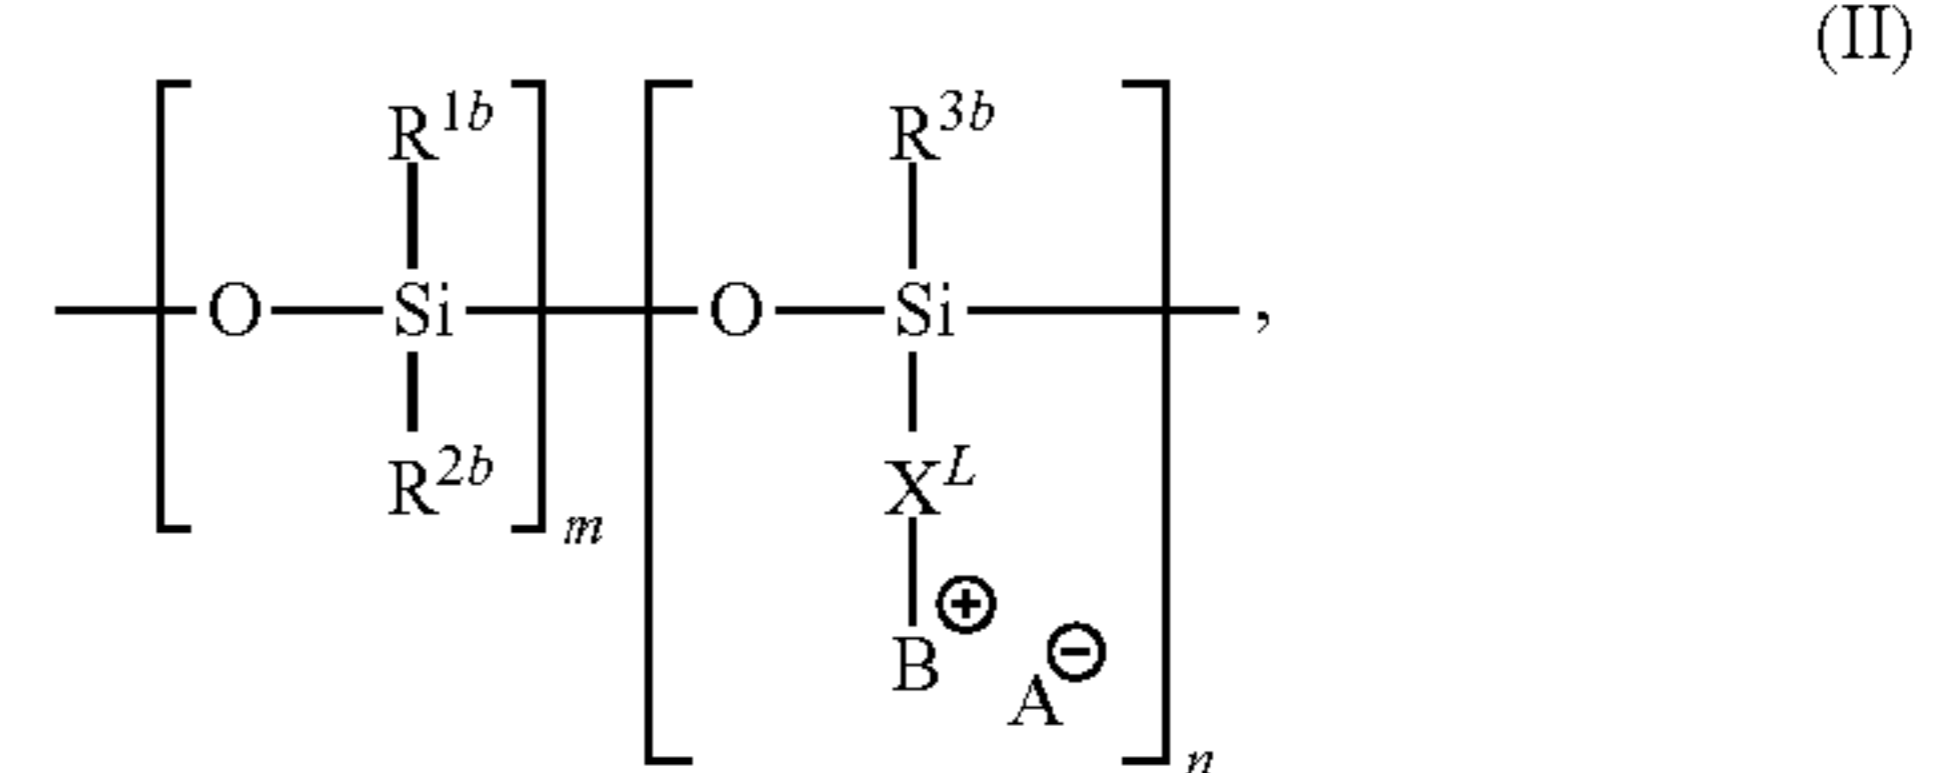 (II)
R1b R3b
O Si O Si ,
R2b XL
m
B ⊕
A ⊖
n